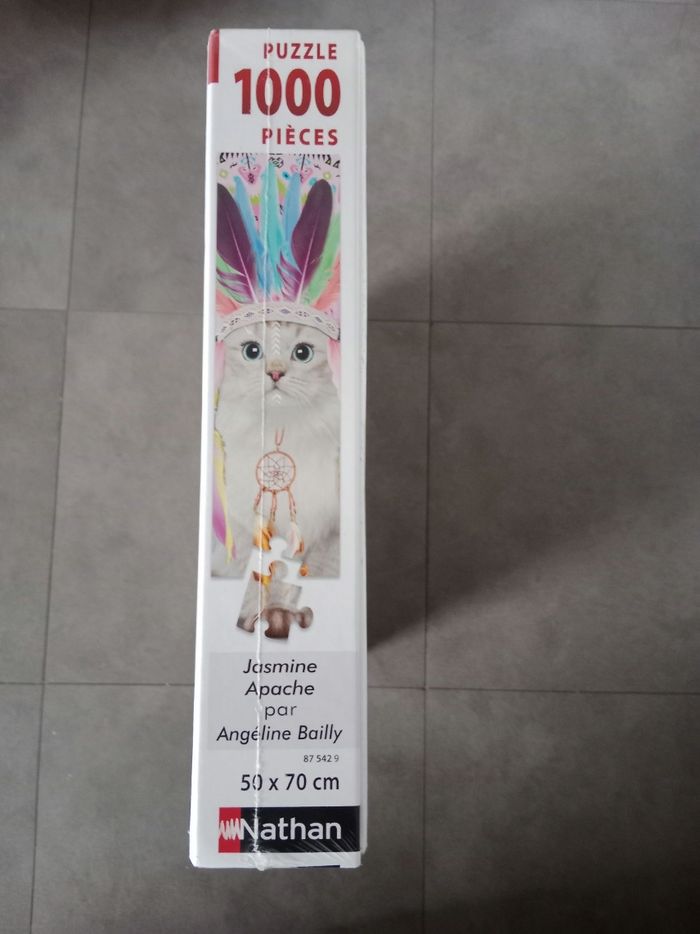 PUZZLE
1000
PIÈCES
Jasmine
Apache
par
Angéline Bailly
87 542 9
50 x 70 cm
Nathan